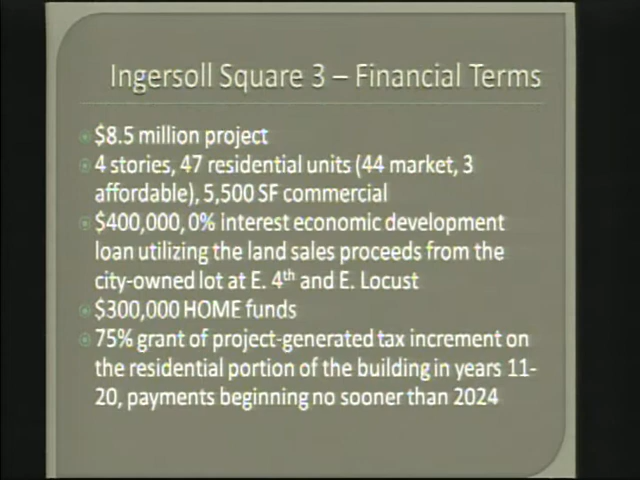 Ingersoll Square 3 – Financial Terms
$8.5 million project
4 stories, 47 residential units (44 market, 3
affordable), 5,500 SF commercial
$400,000, 0% interest economic development
loan utilizing the land sales proceeds from the
city-owned lot at E. 4th and E. Locust
$300,000 HOME funds
75% grant of project-generated tax increment on
the residential portion of the building in years 11-
20, payments beginning no sooner than 2024